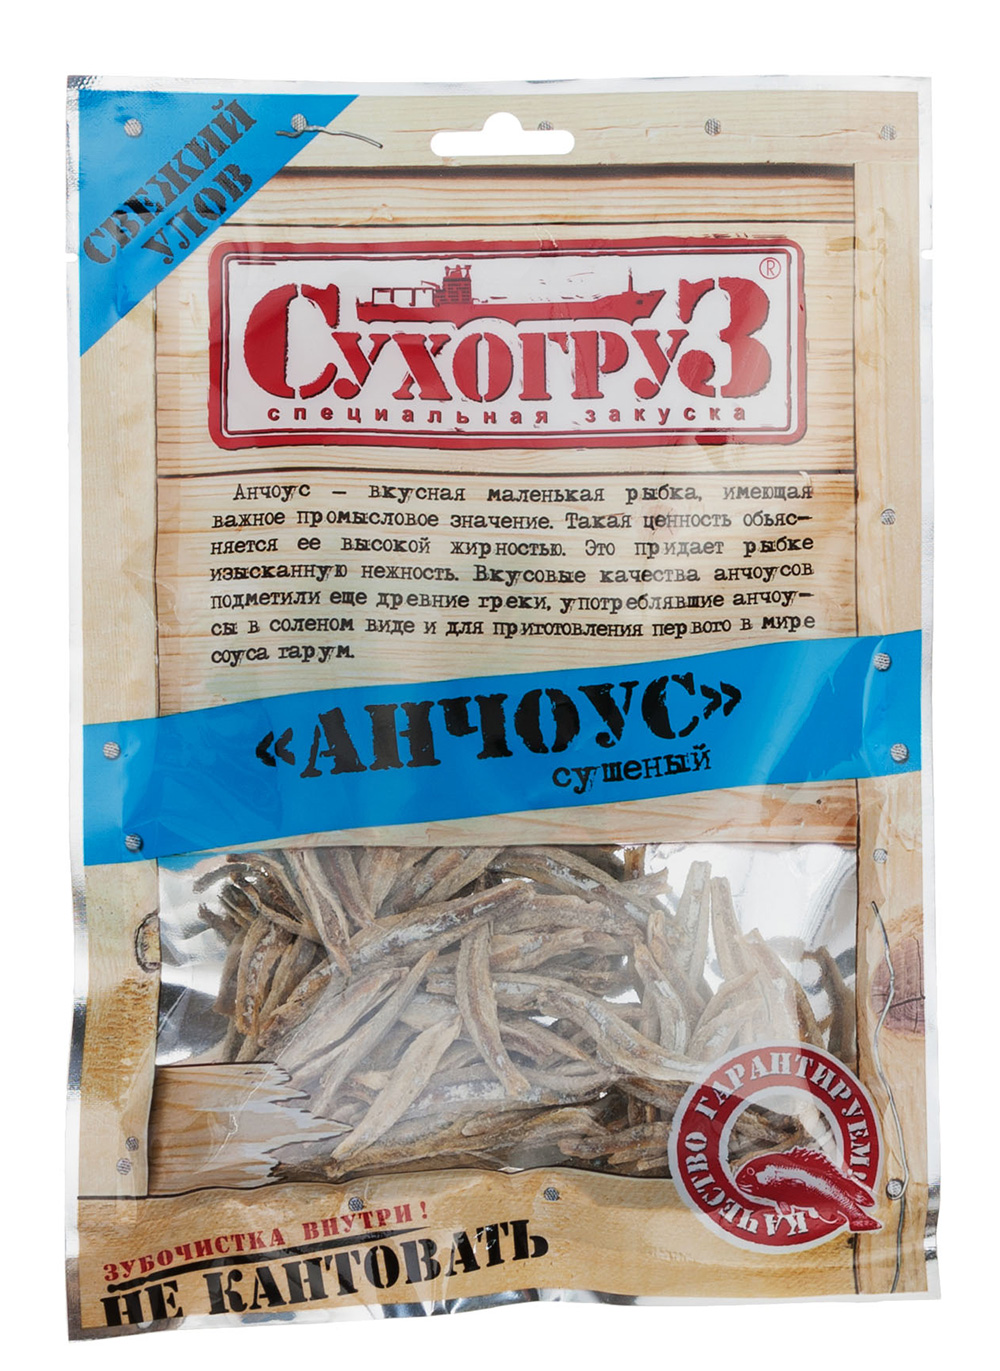 СВЕЖИЙ
УЛОВ
СУХОГРУЗ ®
специальная закуска
Анчоус – вкусная маленькая рыбка, имеющая
важное промысловое значение. Такая ценность обьяс–
няется ее высокой жирностью. Это придает рыбке
изысканную нежность. Вкусовые качества анчоусов
подметили еще древние греки, употреблявшие анчоу–
сы в соленом виде и для приготовления первого в мире
соуса гарум.
«АНЧОУС»
сушеный
КАЧЕСТВО ГАРАНТИРУЕМ!
ЗУБОЧИСТКА ВНУТРИ!
НЕ КАНТОВАТЬ